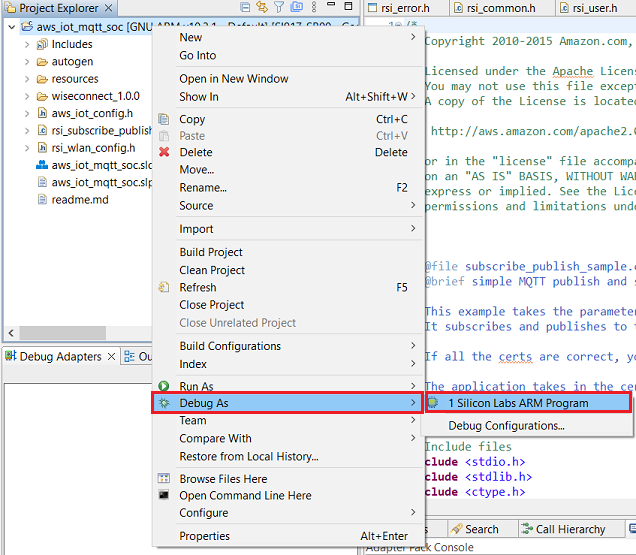 Project Explorer
rsi_error.h
rsi_common.h
rsi_user.h
aws_iot_mqtt_soc [GNU ARM v10.2.1 - Default] [SI917-SB00 - Ge
Includes
autogen
resources
wiseconnect_1.0.0
aws_iot_config.h
rsi_subscribe_publish
rsi_wlan_config.h
aws_iot_mqtt_soc.slc
aws_iot_mqtt_soc.slp
readme.md
Debug Adapters
Ou
New
Go Into
Open in New Window
Show In Alt+Shift+W
Copy Ctrl+C
Paste Ctrl+V
Delete Delete
Move...
Rename... F2
Source
Import
Build Project
Clean Project
Refresh F5
Close Project
Close Unrelated Project
Build Configurations
Index
Run As
Debug As
Team
Compare With
Restore from Local History...
Browse Files Here
Open Command Line Here
Configure
Properties Alt+Enter
1 Silicon Labs ARM Program
Debug Configurations...
/*
Copyright 2010-2015 Amazon.com,
Licensed under the Apache Licens
You may not use this file except
A copy of the License is located
http://aws.amazon.com/apache2.0
or in the "license" file accompa
on an "AS IS" BASIS, WITHOUT WAR
express or implied. See the Lice
permissions and limitations unde
@file subscribe_publish_sample.c
@brief simple MQTT publish and s
This example takes the parameter
It subscribes and publishes to t
If all the certs are correct, yo
The application takes in the cer
Include files
clude <stdio.h>
clude <stdlib.h>
clude <ctype.h>
s
Search
Call Hierarchy
Adapter Pack Console